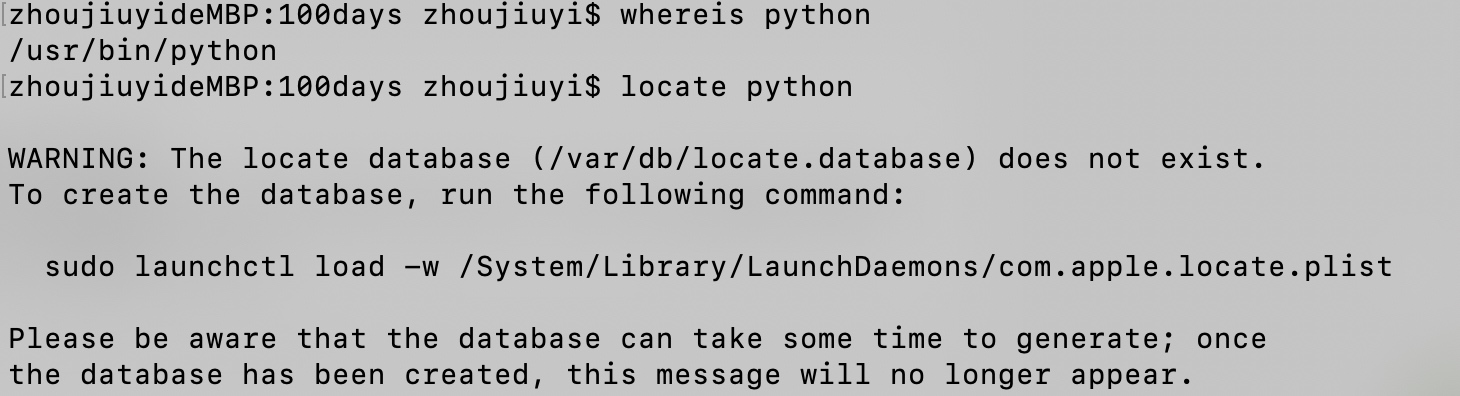 [zhoujiuyideMBP:100days zhoujiuyi$ whereis python
/usr/bin/python
[zhoujiuyideMBP:100days zhoujiuyi$ locate python
WARNING: The locate database (/var/db/locate.database) does not exist.
To create the database, run the following command:
sudo launchctl load -w /System/Library/LaunchDaemons/com.apple.locate.plist
Please be aware that the database can take some time to generate; once
the database has been created, this message will no longer appear.